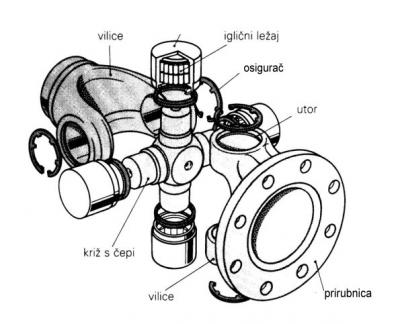 vilice
iglični ležaj
osigurač
utor
križ s čepi
vilice
prirubnica